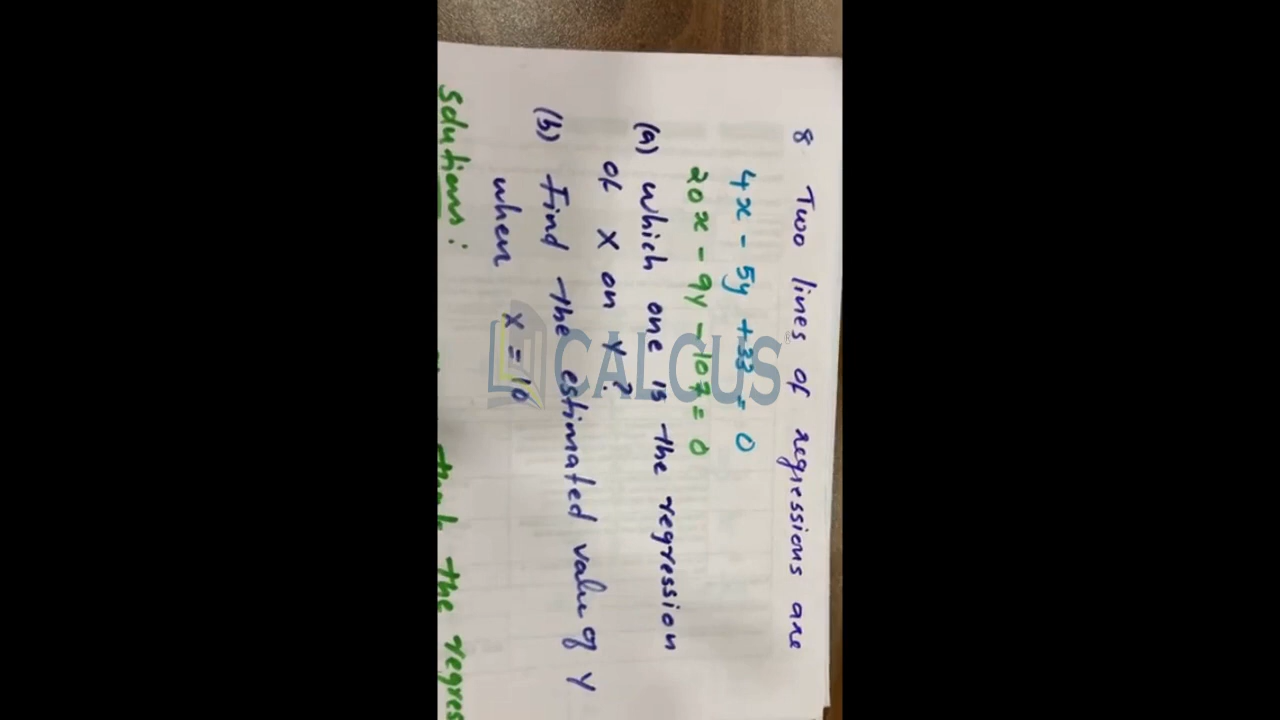 8 Two lines of regressions are
4x - 5y + 33 = 0
20x - 9y - 107 = 0
(a) which one is the regression
of X on Y?
(b) Find the estimated value of Y
when x = 10
solutions:
the regres
CALCUS®